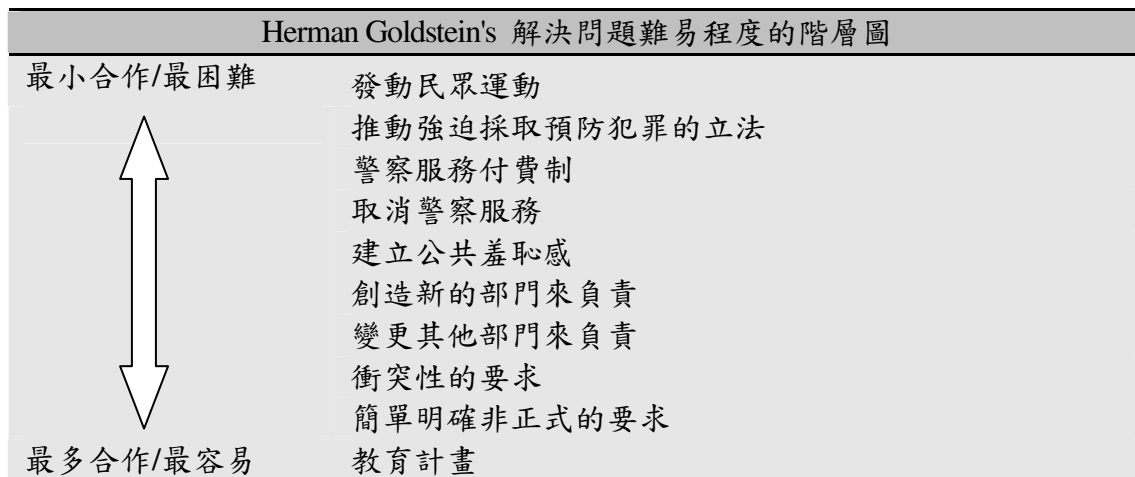 Herman Goldstein's 解決問題難易程度的階層圖
最小合作/最困難 發動民眾運動
推動強迫採取預防犯罪的立法
警察服務付費制
取消警察服務
建立公共羞恥感
創造新的部門來負責
變更其他部門來負責
衝突性的要求
簡單明確非正式的要求
最多合作/最容易 教育計畫